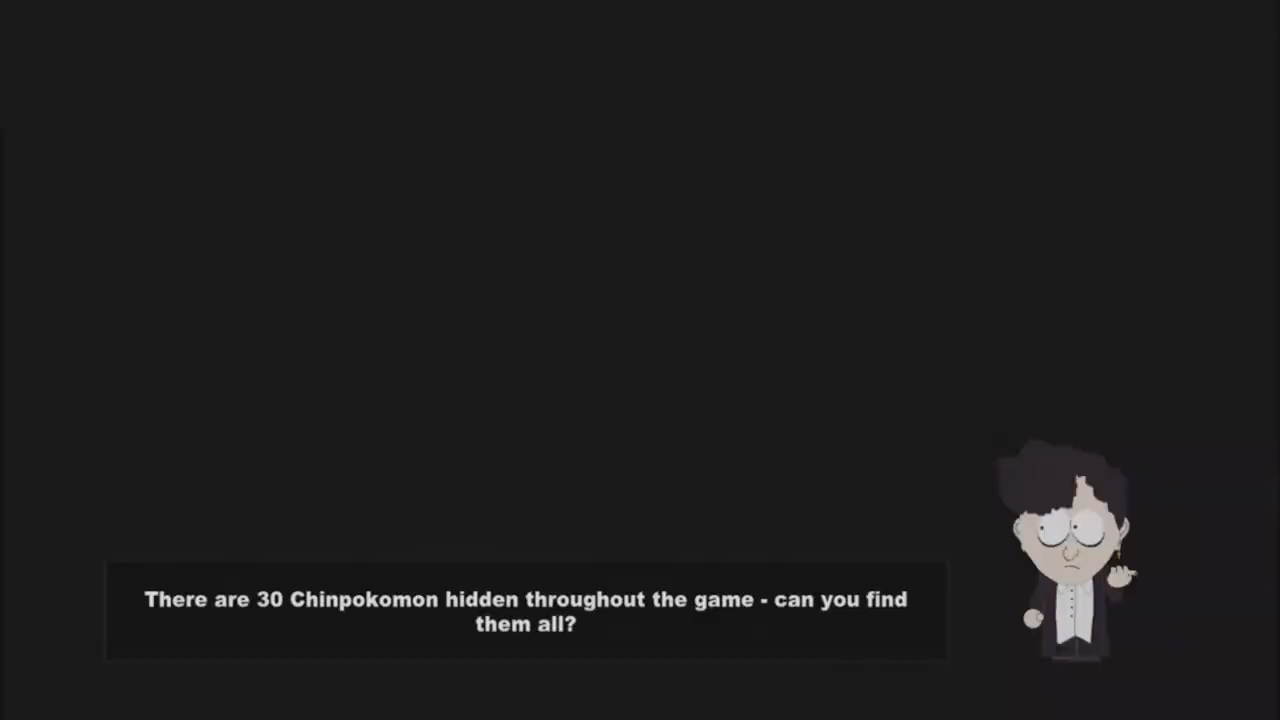 There are 30 Chinpokomon hidden throughout the game - can you find
them all?